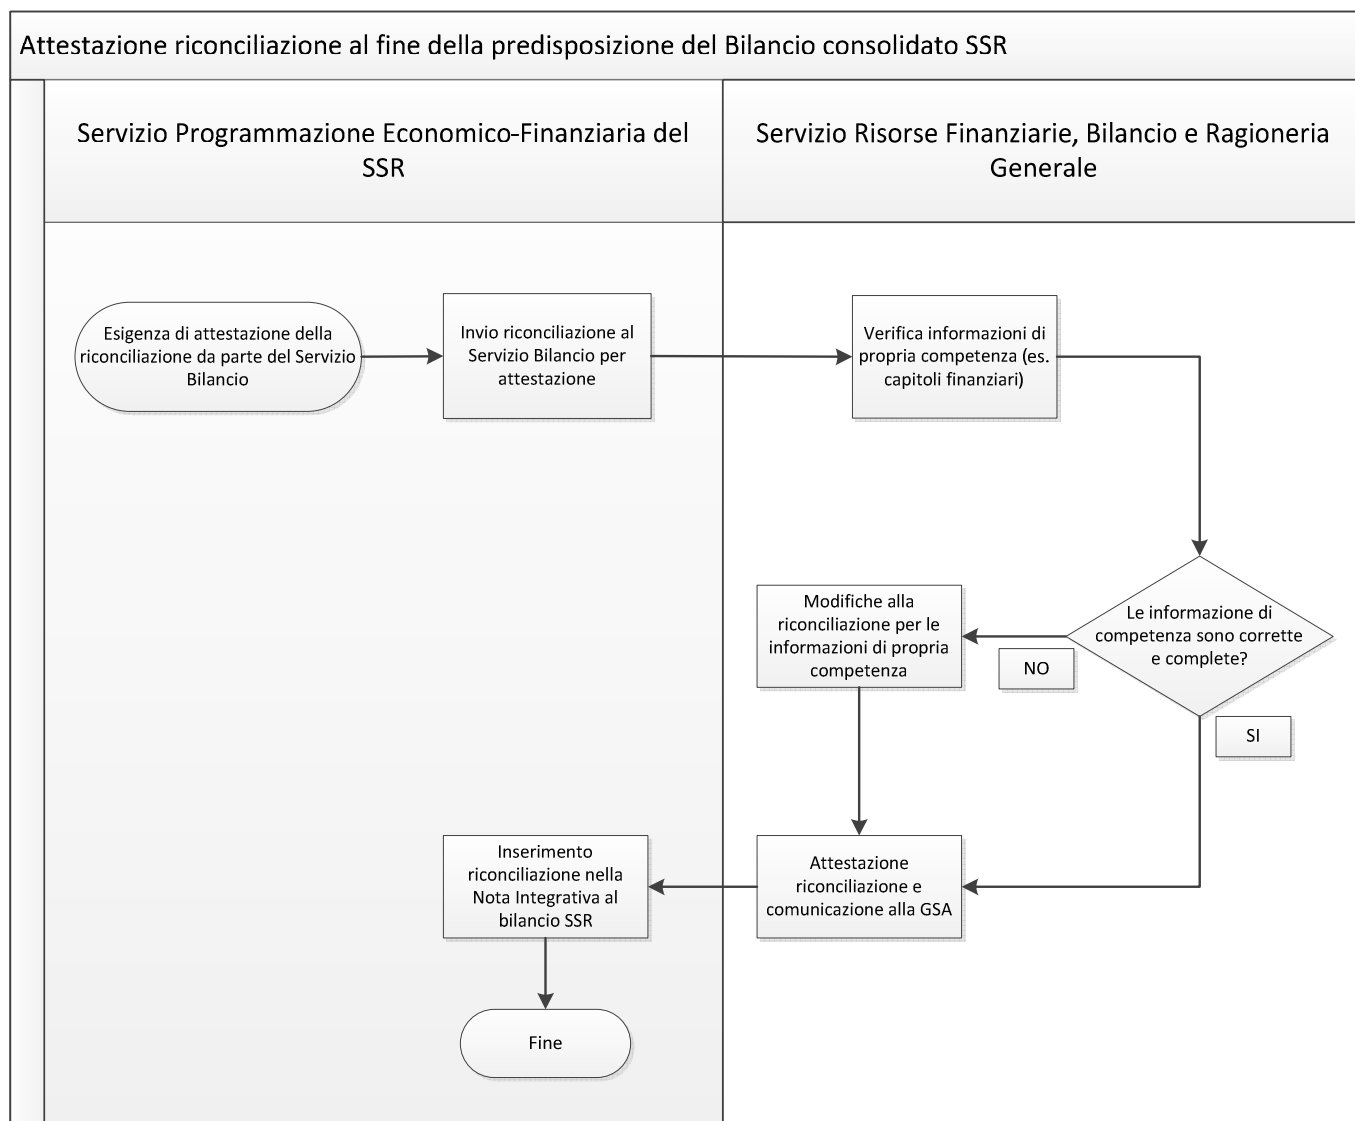 Attestazione riconciliazione al fine della predisposizione del Bilancio consolidato SSR
Servizio Programmazione Economico-Finanziaria del
SSR
Servizio Risorse Finanziarie, Bilancio e Ragioneria
Generale
Esigenza di attestazione della
riconciliazione da parte del Servizio
Bilancio
Invio riconciliazione al
Servizio Bilancio per
attestazione
Verifica informazioni di
propria competenza (es.
capitoli finanziari)
Le informazione di
competenza sono corrette
e complete?
NO
SI
Modifiche alla
riconciliazione per le
informazioni di propria
competenza
Attestazione
riconciliazione e
comunicazione alla GSA
Inserimento
riconciliazione nella
Nota Integrativa al
bilancio SSR
Fine